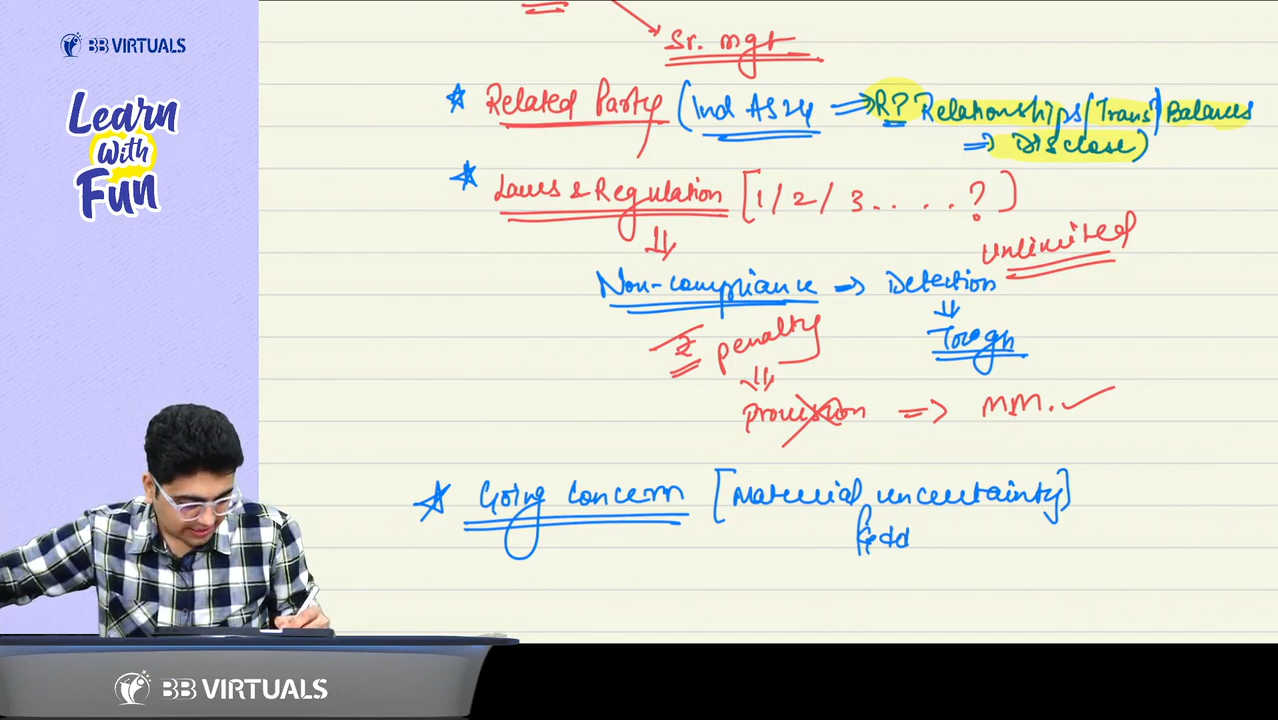 BB VIRTUALS
Learn
With
Fun
Sr. mgt
Related Party (Ind AS 24 ⇒ RP Relationships/Transn/Balances
⇒ Disclose)
Laws & Regulation [1/2/3.....?]
Unlimited
⇓
Non-compliance → Detection
⇓
Tough
₹ penalty
⇓
provision ⇒ MM. ✓
Going Concern [Material uncertainty]
BB VIRTUALS